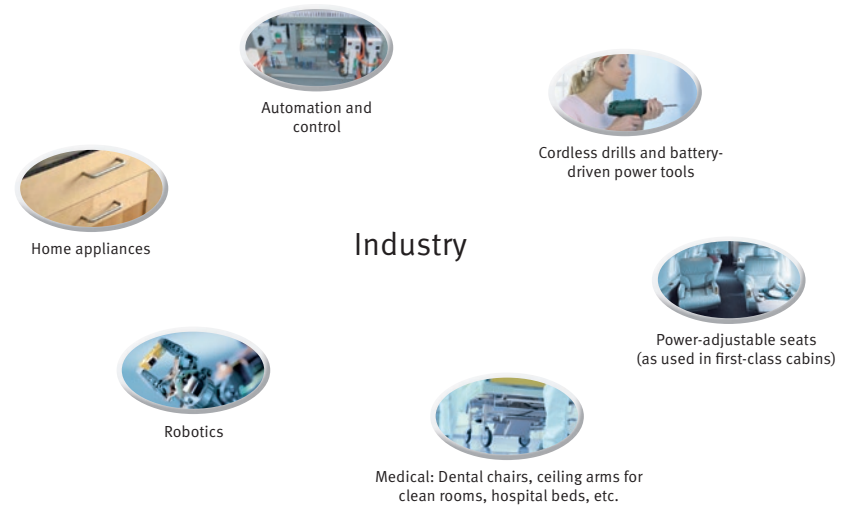 Automation and
control
Cordless drills and battery-
driven power tools
Home appliances
Industry
Power-adjustable seats
(as used in first-class cabins)
Robotics
Medical: Dental chairs, ceiling arms for
clean rooms, hospital beds, etc.